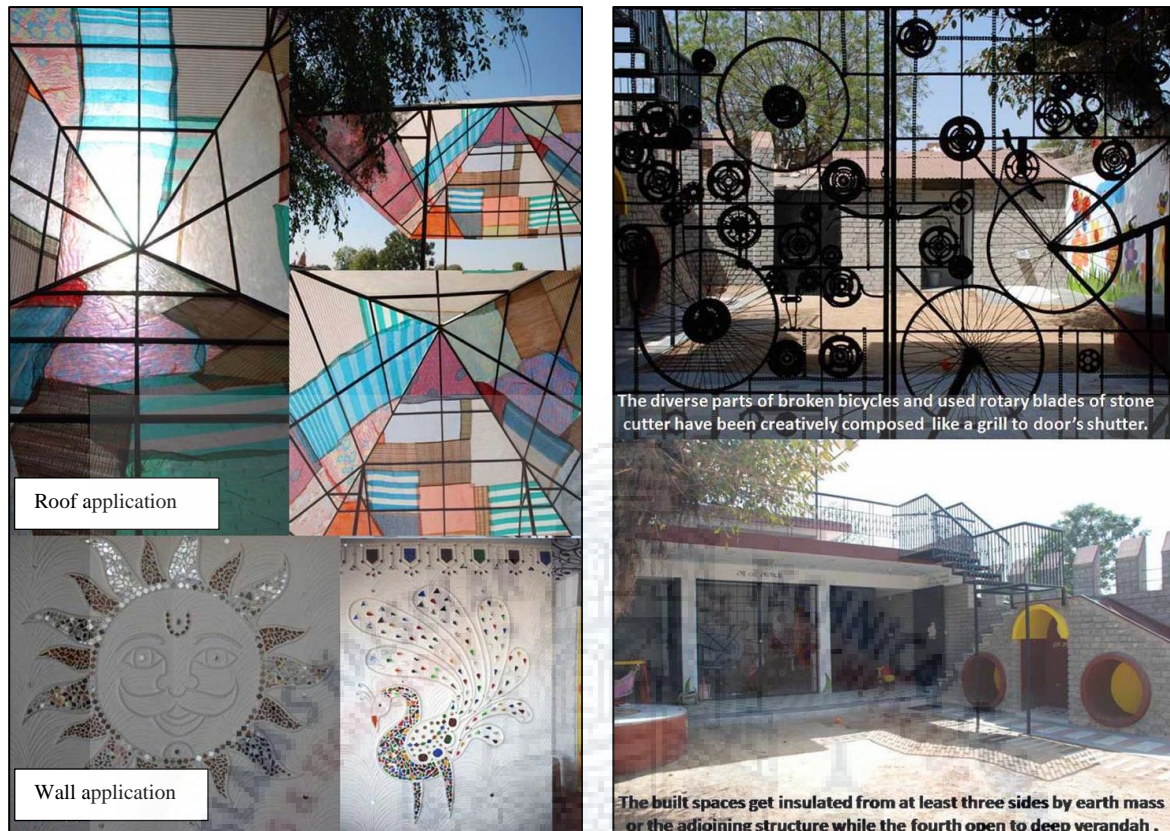 Roof application
Wall application
The diverse parts of broken bicycles and used rotary blades of stone
cutter have been creatively composed like a grill to door's shutter.
The built spaces get insulated from at least three sides by earth mass
or the adjoining structure while the fourth open to deep verandah .